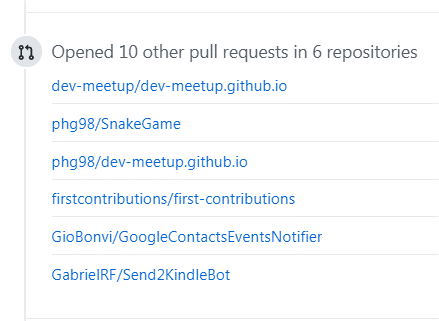 Opened 10 other pull requests in 6 repositories
dev-meetup/dev-meetup.github.io
phg98/SnakeGame
phg98/dev-meetup.github.io
firstcontributions/first-contributions
GioBonvi/GoogleContactsEventsNotifier
GabrielRF/Send2KindleBot